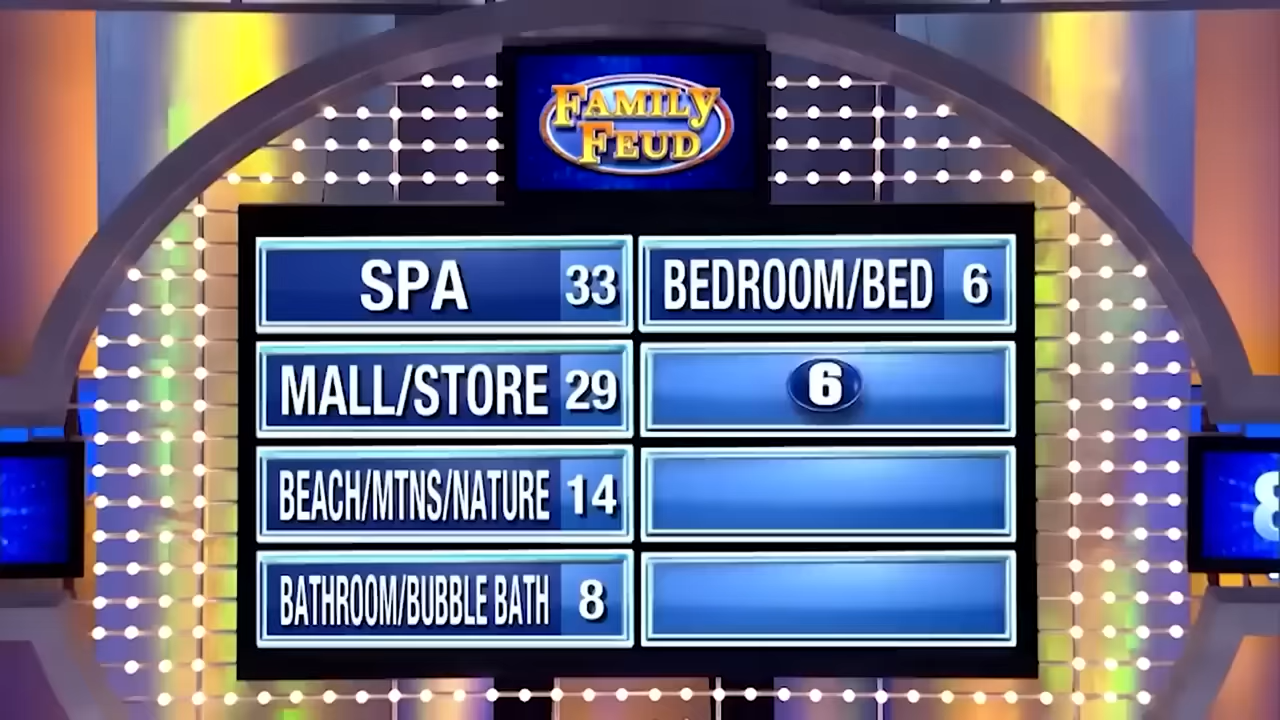 FAMILY
FEUD
SPA 33
MALL/STORE 29
BEACH/MTNS/NATURE 14
BATHROOM/BUBBLE BATH 8
BEDROOM/BED 6
6
8